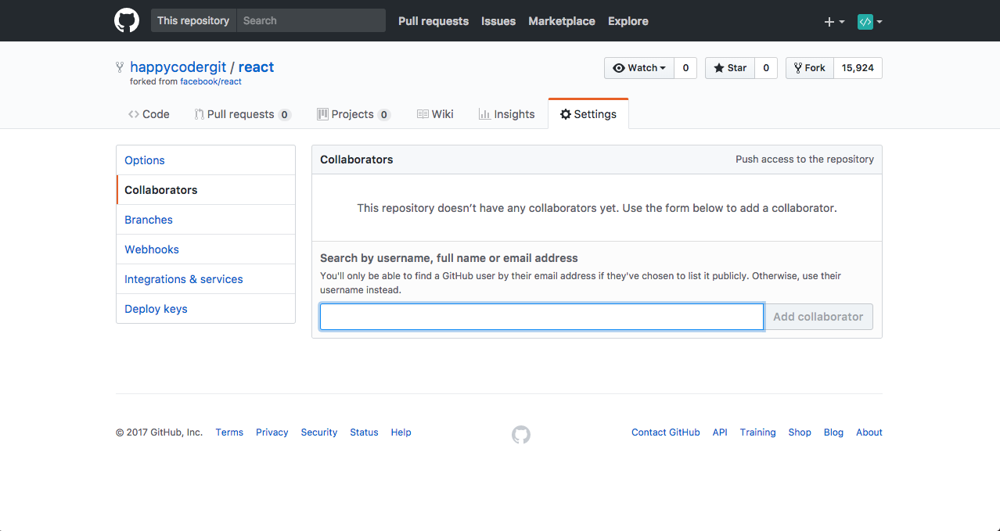 This repository Search Pull requests Issues Marketplace Explore
happycodergit / react
forked from facebook/react
Watch 0 Star 0 Fork 15,924
Code Pull requests 0 Projects 0 Wiki Insights Settings
Options
Collaborators
Branches
Webhooks
Integrations & services
Deploy keys
Collaborators Push access to the repository
This repository doesn’t have any collaborators yet. Use the form below to add a collaborator.
Search by username, full name or email address
You'll only be able to find a GitHub user by their email address if they've chosen to list it publicly. Otherwise, use their
username instead.
Add collaborator
© 2017 GitHub, Inc. Terms Privacy Security Status Help Contact GitHub API Training Shop Blog About